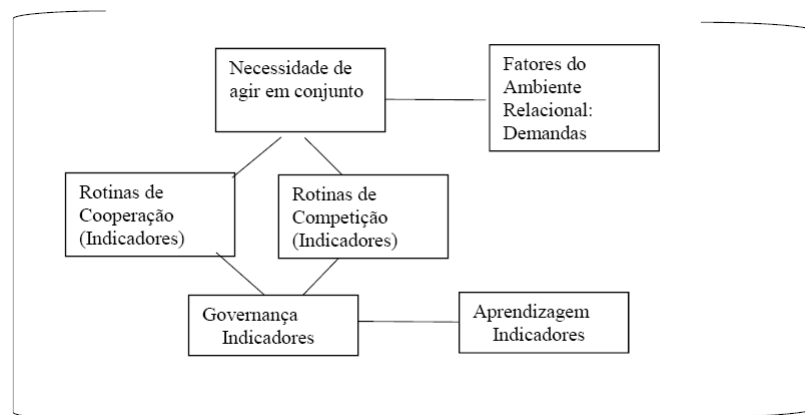 Necessidade de
agir em conjunto
Fatores do
Ambiente
Relacional:
Demandas
Rotinas de
Cooperação
(Indicadores)
Rotinas de
Competição
(Indicadores)
Governança
Indicadores
Aprendizagem
Indicadores